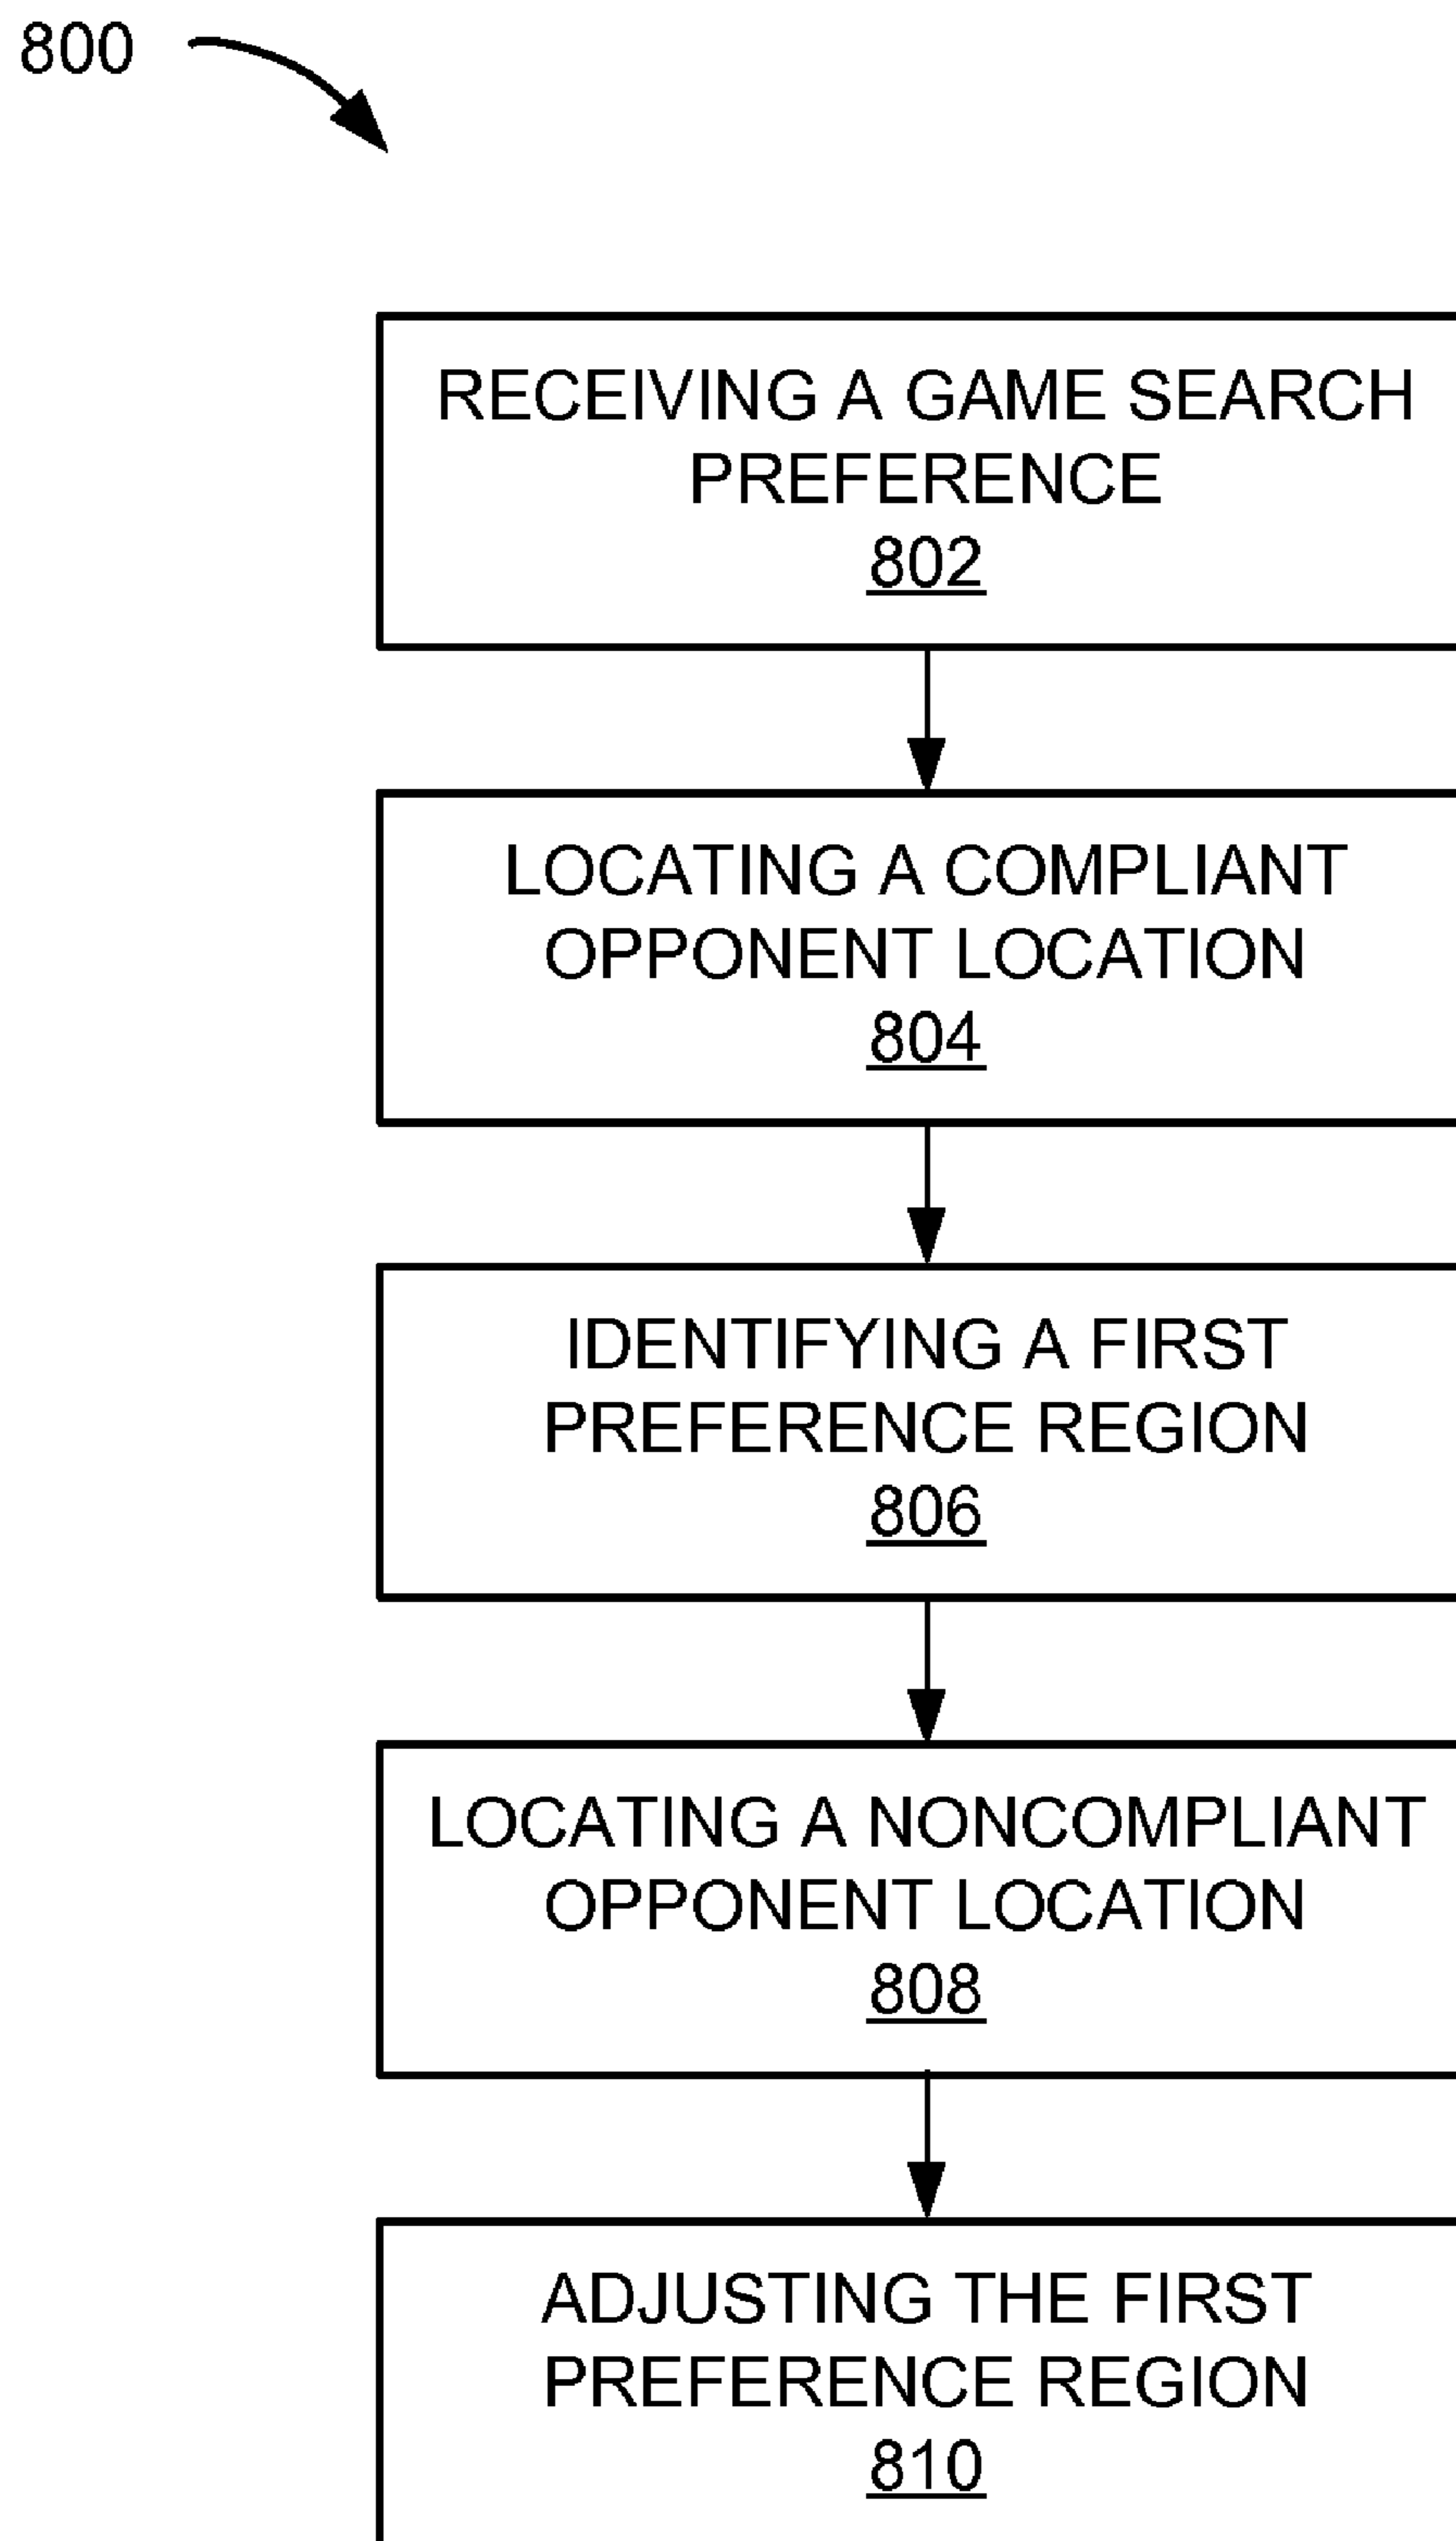 800
RECEIVING A GAME SEARCH
PREFERENCE
802
LOCATING A COMPLIANT
OPPONENT LOCATION
804
IDENTIFYING A FIRST
PREFERENCE REGION
806
LOCATING A NONCOMPLIANT
OPPONENT LOCATION
808
ADJUSTING THE FIRST
PREFERENCE REGION
810